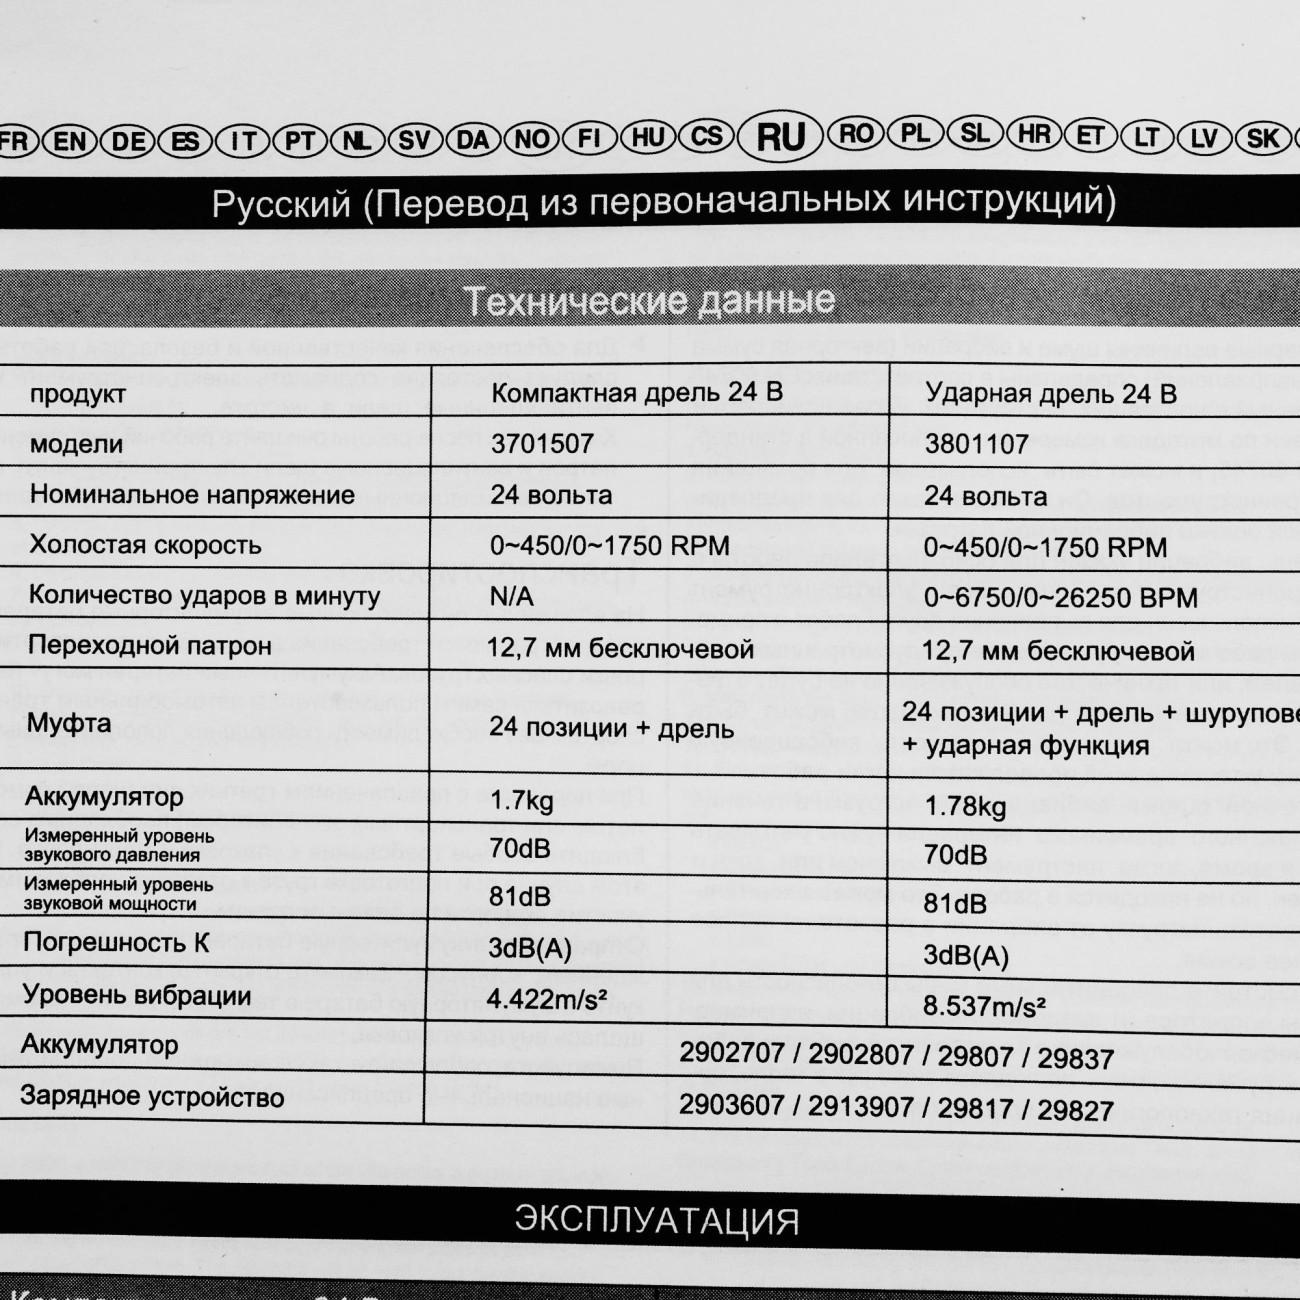 FR EN DE ES IT PT NL SV DA NO FI HU CS RU RO PL SL HR ET LT LV SK
Русский (Перевод из первоначальных инструкций)
Технические данные
продукт Компактная дрель 24 В Ударная дрель 24 В
модели 3701507 3801107
Номинальное напряжение 24 вольта 24 вольта
Холостая скорость 0~450/0~1750 RPM 0~450/0~1750 RPM
Количество ударов в минуту N/A 0~6750/0~26250 BPM
Переходной патрон 12,7 мм бесключевой 12,7 мм бесключевой
Муфта 24 позиции + дрель 24 позиции + дрель + шурупове
+ ударная функция
Аккумулятор 1.7kg 1.78kg
Измеренный уровень
звукового давления 70dB 70dB
Измеренный уровень
звуковой мощности 81dB 81dB
Погрешность К 3dB(A) 3dB(A)
Уровень вибрации 4.422m/s² 8.537m/s²
Аккумулятор 2902707 / 2902807 / 29807 / 29837
Зарядное устройство 2903607 / 2913907 / 29817 / 29827
ЭКСПЛУАТАЦИЯ